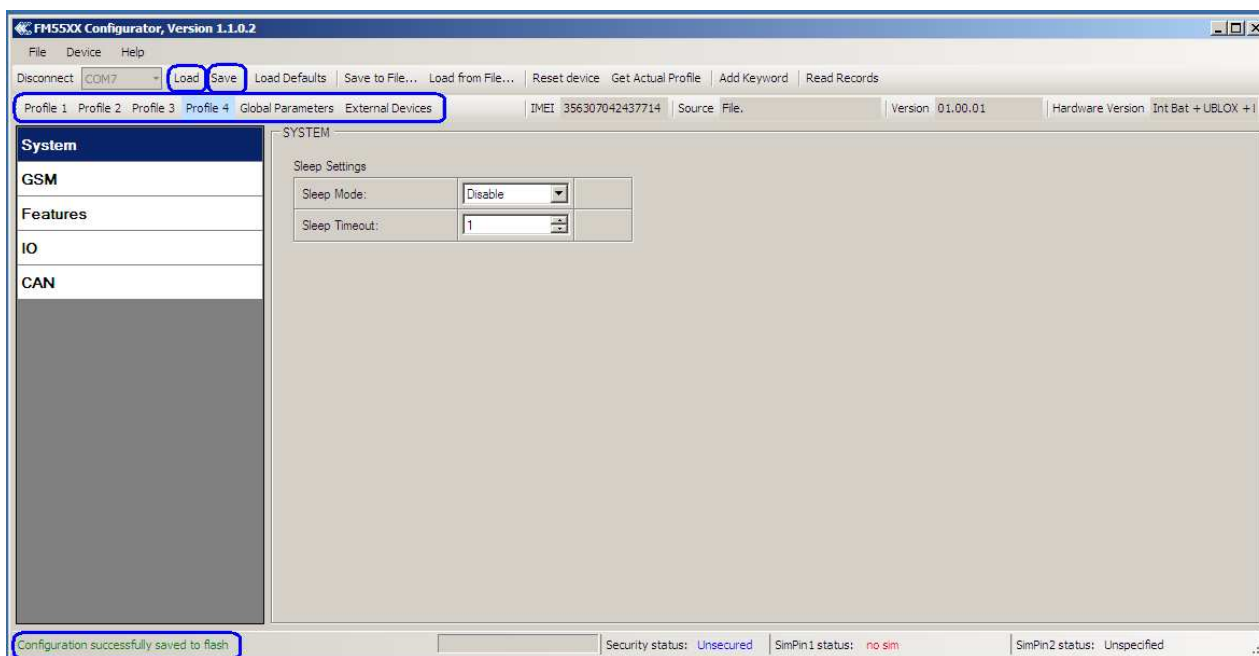 FM55XX Configurator, Version 1.1.0.2
File Device Help
Disconnect COM7 Load Save Load Defaults Save to File... Load from File... Reset device Get Actual Profile Add Keyword Read Records
Profile 1 Profile 2 Profile 3 Profile 4 Global Parameters External Devices IMEI 356307042437714 Source File. Version 01.00.01 Hardware Version Int Bat + UBLOX +
System
GSM
Features
IO
CAN
SYSTEM
Sleep Settings
Sleep Mode: Disable
Sleep Timeout: 1
Configuration successfully saved to flash Security status: Unsecured SimPin1 status: no sim SimPin2 status: Unspecified